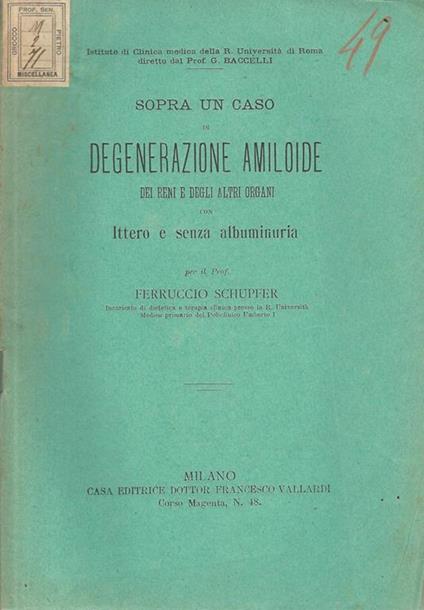 PROF. SEN.
GROCCO
PIETRO
MISCELLANEA
49
Istituto di Clinica medica della R. Università di Roma
diretto dal Prof. G. BACCELLI
SOPRA UN CASO
DI
DEGENERAZIONE AMILOIDE
DEI RENI E DEGLI ALTRI ORGANI
CON
Ittero e senza albuminuria
per il Prof.
FERRUCCIO SCHUPFER
Incaricato di dietetica e terapia clinica presso la R. Università
Medico primario del Policlinico Umberto I
MILANO
CASA EDITRICE DOTTOR FRANCESCO VALLARDI
Corso Magenta, N. 48.